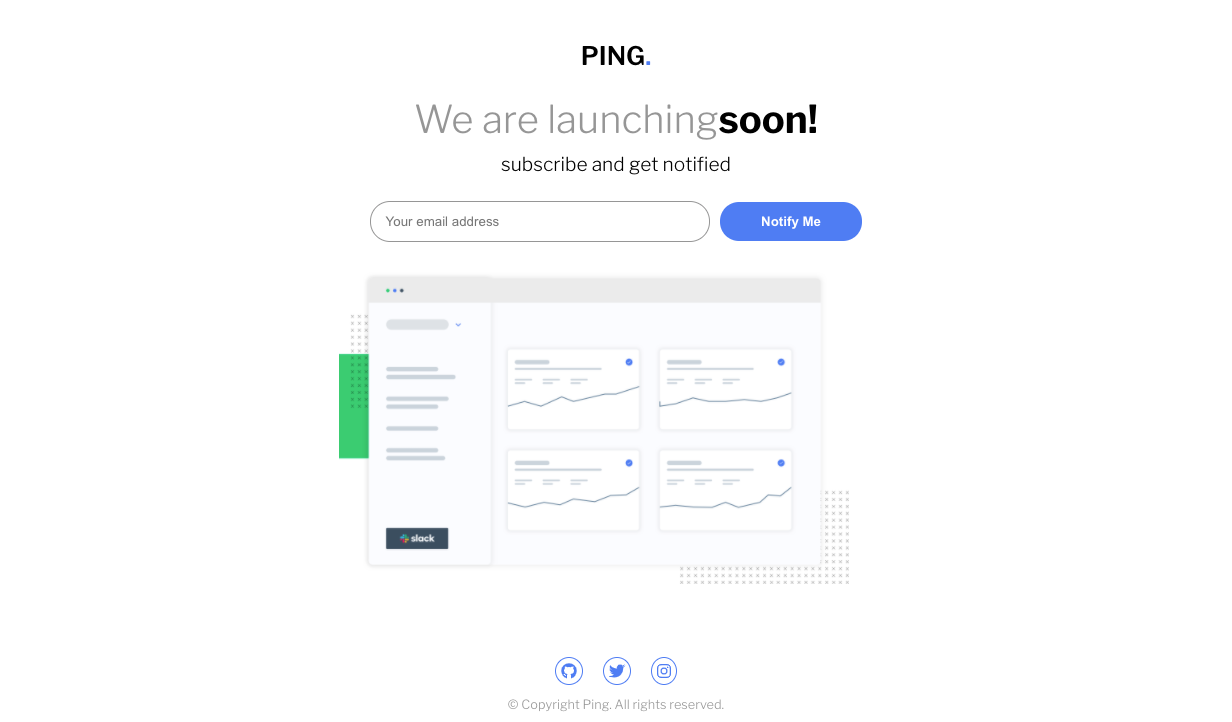 PING.
We are launchingsoon!
subscribe and get notified
Your email address
Notify Me
slack
© Copyright Ping. All rights reserved.